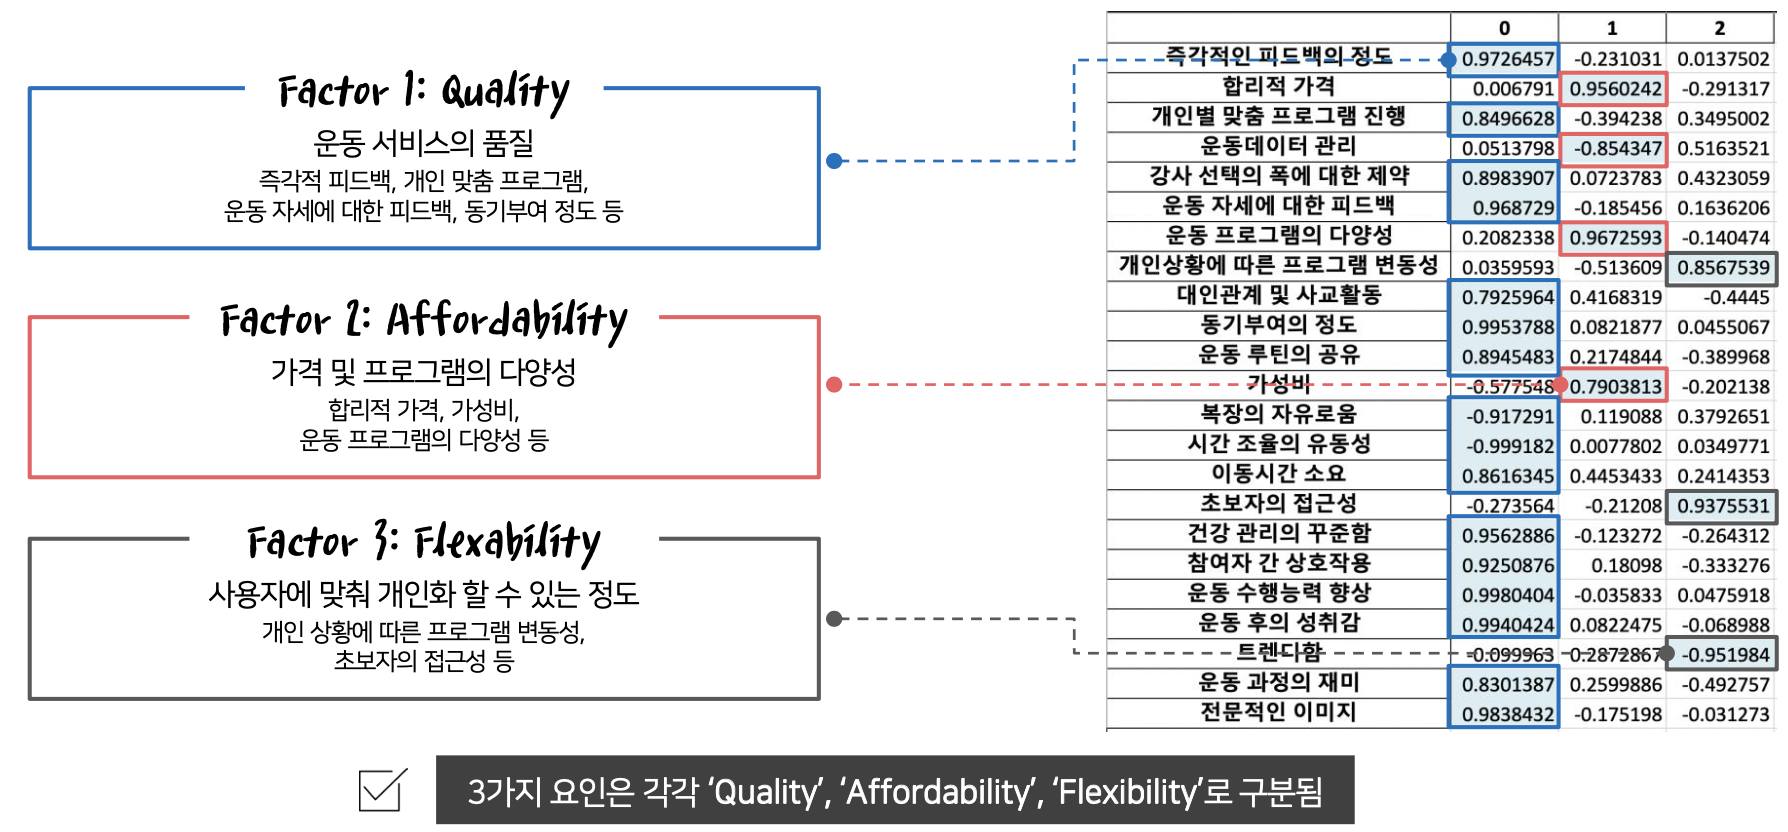 Factor 1: Quality
운동 서비스의 품질
즉각적 피드백, 개인 맞춤 프로그램,
운동 자세에 대한 피드백, 동기부여 정도 등
Factor 2: Affordability
가격 및 프로그램의 다양성
합리적 가격, 가성비,
운동 프로그램의 다양성 등
Factor 3: Flexability
사용자에 맞춰 개인화 할 수 있는 정도
개인 상황에 따른 프로그램 변동성,
초보자의 접근성 등
0 1 2
즉각적인 피드백의 정도 0.9726457 -0.231031 0.0137502
합리적 가격 0.006791 0.9560242 -0.291317
개인별 맞춤 프로그램 진행 0.8496628 -0.394238 0.3495002
운동데이터 관리 0.0513798 -0.854347 0.5163521
강사 선택의 폭에 대한 제약 0.8983907 0.0723783 0.4323059
운동 자세에 대한 피드백 0.968729 -0.185456 0.1636206
운동 프로그램의 다양성 0.2082338 0.9672593 -0.140474
개인상황에 따른 프로그램 변동성 0.0359593 -0.513609 0.8567539
대인관계 및 사교활동 0.7925964 0.4168319 -0.4445
동기부여의 정도 0.9953788 0.0821877 0.0455067
운동 루틴의 공유 0.8945483 0.2174844 -0.389968
가성비 -0.577548 0.7903813 -0.202138
복장의 자유로움 -0.917291 0.119088 0.3792651
시간 조율의 유동성 -0.999182 0.0077802 0.0349771
이동시간 소요 0.8616345 0.4453433 0.2414353
초보자의 접근성 -0.273564 -0.21208 0.9375531
건강 관리의 꾸준함 0.9562886 -0.123272 -0.264312
참여자 간 상호작용 0.9250876 0.18098 -0.333276
운동 수행능력 향상 0.9980404 -0.035833 0.0475918
운동 후의 성취감 0.9940424 0.0822475 -0.068988
트렌디함 -0.099963 0.2872867 -0.951984
운동 과정의 재미 0.8301387 0.2599886 -0.492757
전문적인 이미지 0.9838432 -0.175198 -0.031273
3가지 요인은 각각 ‘Quality’, ‘Affordability’, ‘Flexibility’로 구분됨